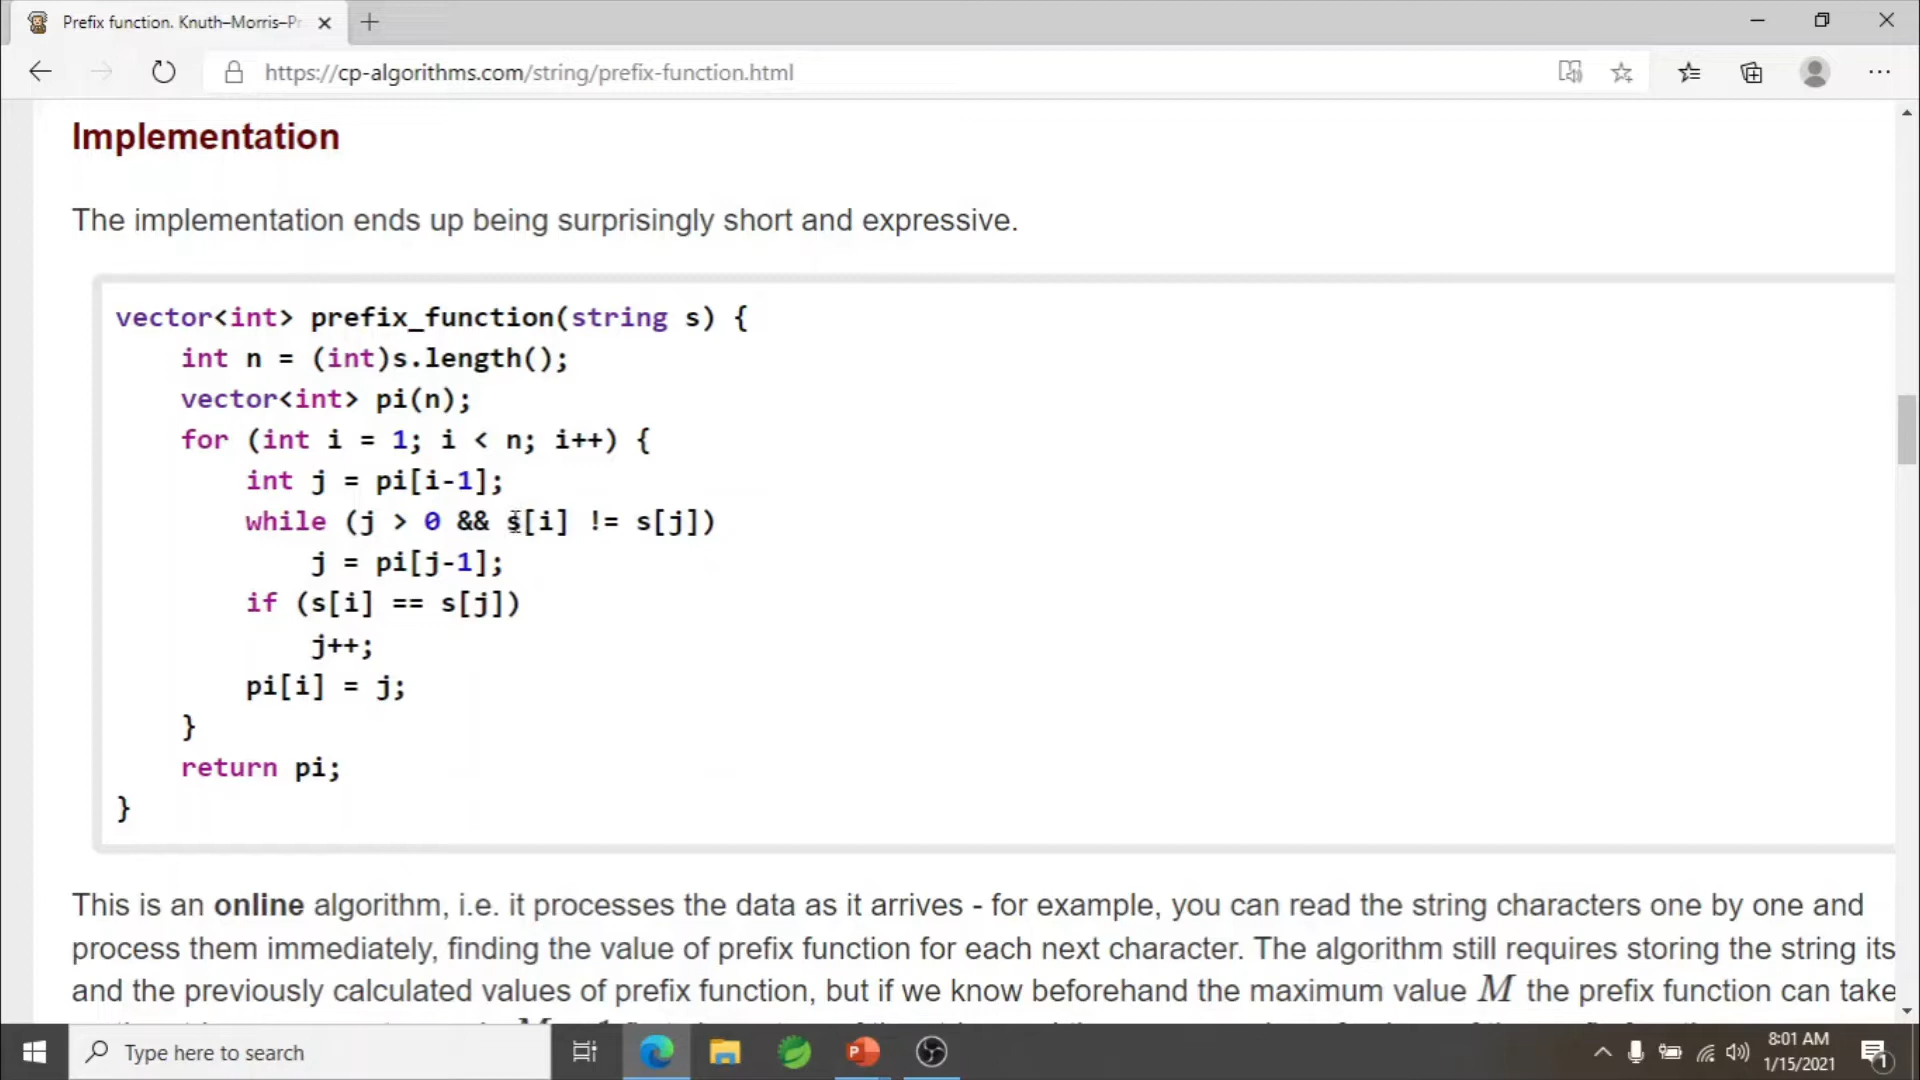 Prefix function. Knuth–Morris–Pr
https://cp-algorithms.com/string/prefix-function.html
Implementation
The implementation ends up being surprisingly short and expressive.
vector<int> prefix_function(string s) {
    int n = (int)s.length();
    vector<int> pi(n);
    for (int i = 1; i < n; i++) {
        int j = pi[i-1];
        while (j > 0 && s[i] != s[j])
            j = pi[j-1];
        if (s[i] == s[j])
            j++;
        pi[i] = j;
    }
    return pi;
}
This is an online algorithm, i.e. it processes the data as it arrives - for example, you can read the string characters one by one and
process them immediately, finding the value of prefix function for each next character. The algorithm still requires storing the string its
and the previously calculated values of prefix function, but if we know beforehand the maximum value M the prefix function can take
Type here to search
8:01 AM
1/15/2021
1